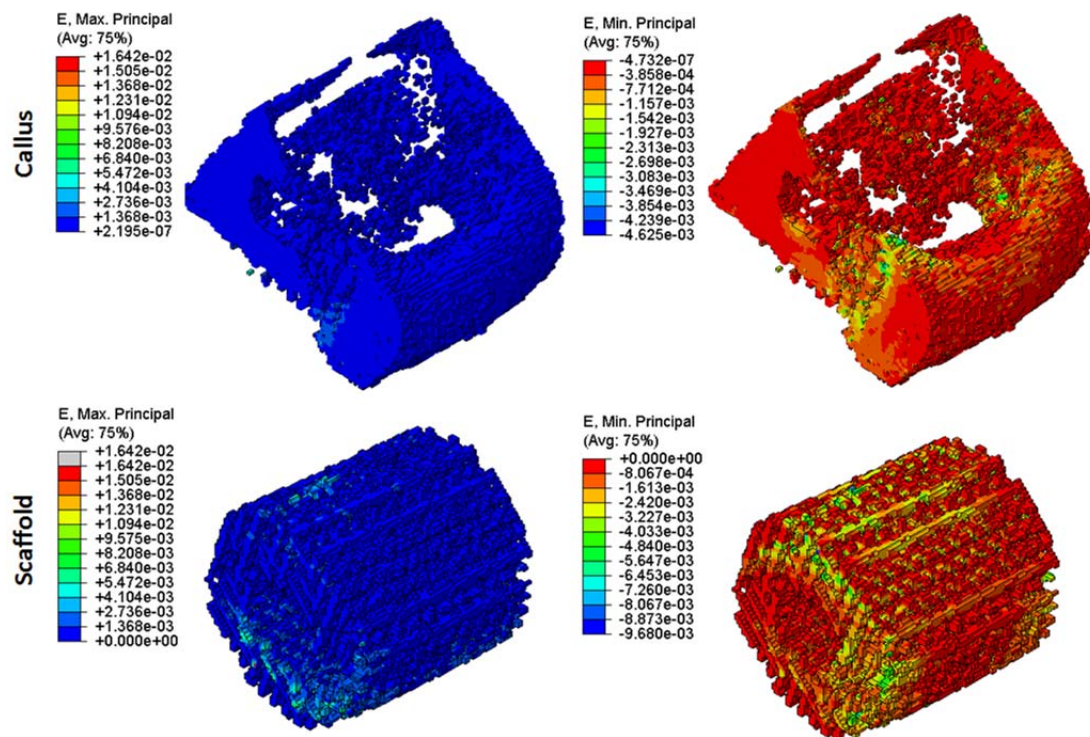 Callus
E, Max. Principal
(Avg: 75%)
+1.642e-02
+1.505e-02
+1.368e-02
+1.231e-02
+1.094e-02
+9.576e-03
+8.208e-03
+6.840e-03
+5.472e-03
+4.104e-03
+2.736e-03
+1.368e-03
+2.195e-07
E, Min. Principal
(Avg: 75%)
-4.732e-07
-3.858e-04
-7.712e-04
-1.157e-03
-1.542e-03
-1.927e-03
-2.313e-03
-2.698e-03
-3.083e-03
-3.469e-03
-3.854e-03
-4.239e-03
-4.625e-03
Scaffold
E, Max. Principal
(Avg: 75%)
+1.642e-02
+1.642e-02
+1.505e-02
+1.368e-02
+1.231e-02
+1.094e-02
+9.575e-03
+8.208e-03
+6.840e-03
+5.472e-03
+4.104e-03
+2.736e-03
+1.368e-03
+0.000e+00
E, Min. Principal
(Avg: 75%)
+0.000e+00
-8.067e-04
-1.613e-03
-2.420e-03
-3.227e-03
-4.033e-03
-4.840e-03
-5.647e-03
-6.453e-03
-7.260e-03
-8.067e-03
-8.873e-03
-9.680e-03